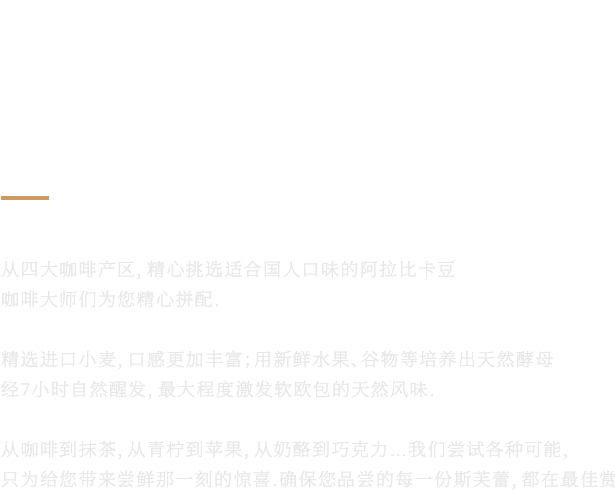 从四大咖啡产区, 精心挑选适合国人口味的阿拉比卡豆
咖啡大师们为您精心拼配.
精选进口小麦, 口感更加丰富; 用新鲜水果、谷物等培养出天然酵母
经7小时自然醒发, 最大程度激发软欧包的天然风味.
从咖啡到抹茶, 从青柠到苹果, 从奶酪到巧克力...我们尝试各种可能,
只为给您带来尝鲜那一刻的惊喜.确保您品尝的每一份斯芙蕾, 都在最佳赏